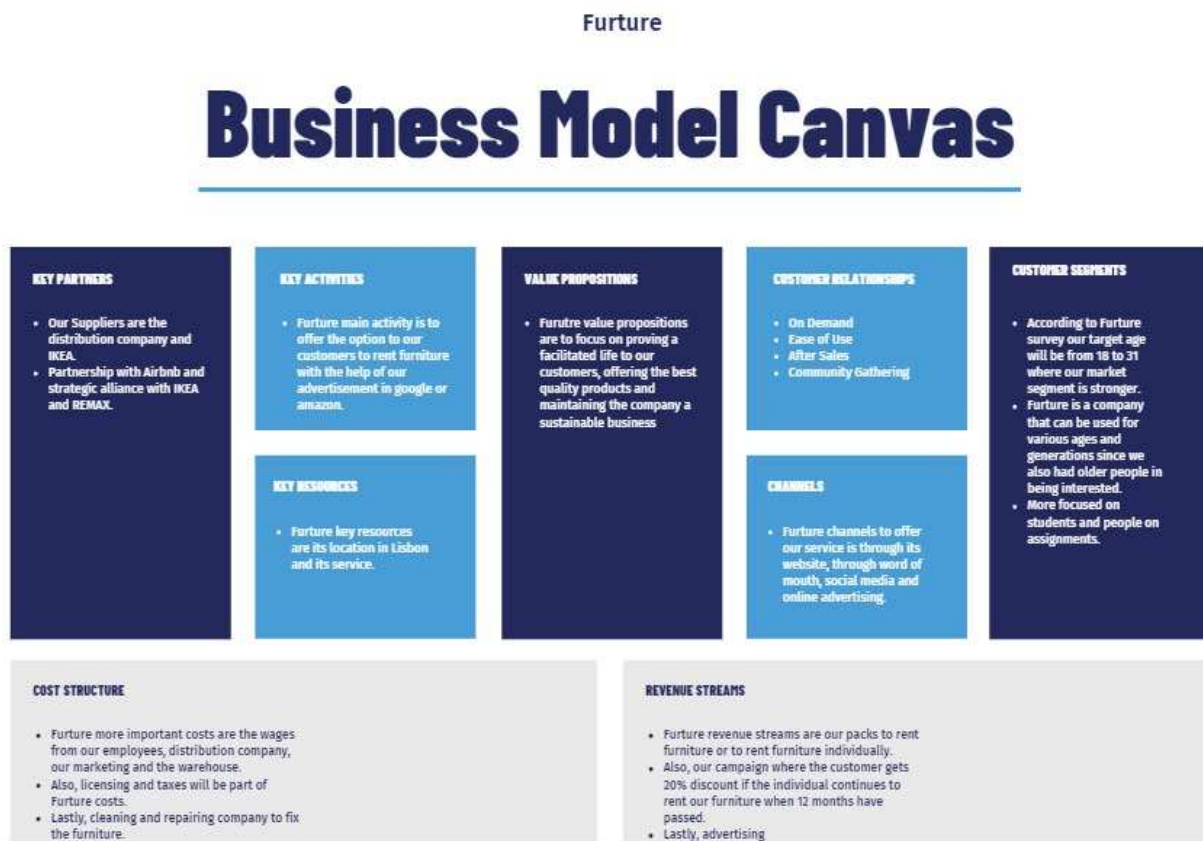 Furture
Business Model Canvas
KEY PARTNERS
• Our Suppliers are the
distribution company and
IKEA.
• Partnership with Airbnb and
strategic alliance with IKEA
and REMAX.
KEY ACTIVITIES
• Furture main activity is to
offer the option to our
customers to rent furniture
with the help of our
advertisement in google or
amazon.
KEY RESOURCES
• Furture key resources
are its location in Lisbon
and its service.
VALUE PROPOSITIONS
• Furutre value propositions
are to focus on proving a
facilitated life to our
customers, offering the best
quality products and
maintaining the company a
sustainable business
CUSTOMER RELATIONSHIPS
• On Demand
• Ease of Use
• After Sales
• Community Gathering
CHANNELS
• Furture channels to offer
our service is through its
website, through word of
mouth, social media and
online advertising.
CUSTOMER SEGMENTS
• According to Furture
survey our target age
will be from 18 to 31
where our market
segment is stronger.
• Furture is a company
that can be used for
various ages and
generations since we
also had older people in
being interested.
• More focused on
students and people on
assignments.
COST STRUCTURE
• Furture more important costs are the wages
from our employees, distribution company,
our marketing and the warehouse.
• Also, licensing and taxes will be part of
Furture costs.
• Lastly, cleaning and repairing company to fix
the furniture.
REVENUE STREAMS
• Furture revenue streams are our packs to rent
furniture or to rent furniture individually.
• Also, our campaign where the customer gets
20% discount if the individual continues to
rent our furniture when 12 months have
passed.
• Lastly, advertising